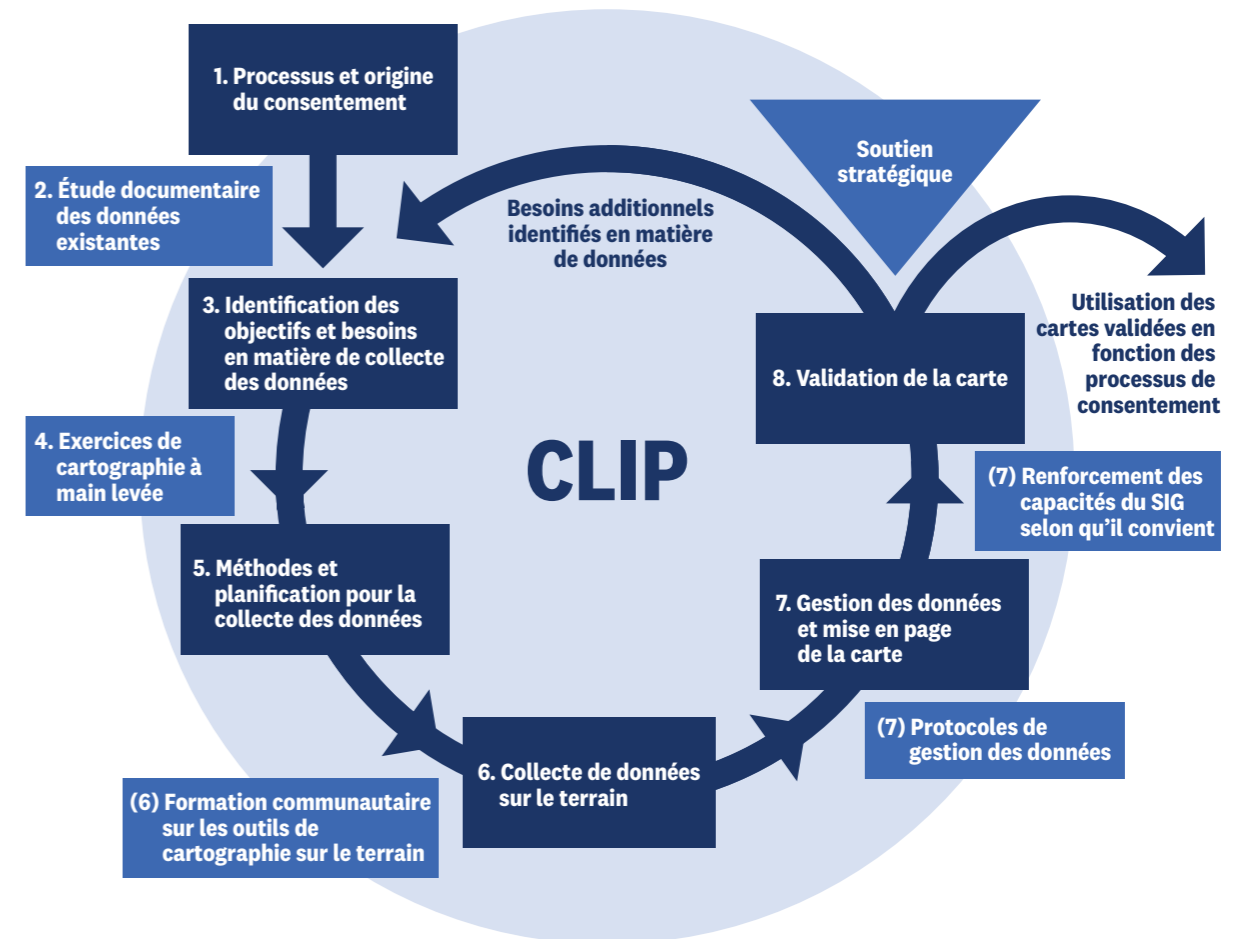 1. Processus et origine
du consentement
2. Étude documentaire
des données
existantes
3. Identification des
objectifs et besoins
en matière de collecte
des données
4. Exercices de
cartographie à
main levée
5. Méthodes et
planification pour la
collecte des données
(6) Formation communautaire
sur les outils de
cartographie sur le terrain
6. Collecte de données
sur le terrain
(7) Protocoles de
gestion des données
7. Gestion des données
et mise en page
de la carte
(7) Renforcement des
capacités du SIG
selon qu’il convient
8. Validation de la carte
Soutien
stratégique
Besoins additionnels
identifiés en matière
de données
Utilisation des
cartes validées en
fonction des
processus de
consentement
CLIP